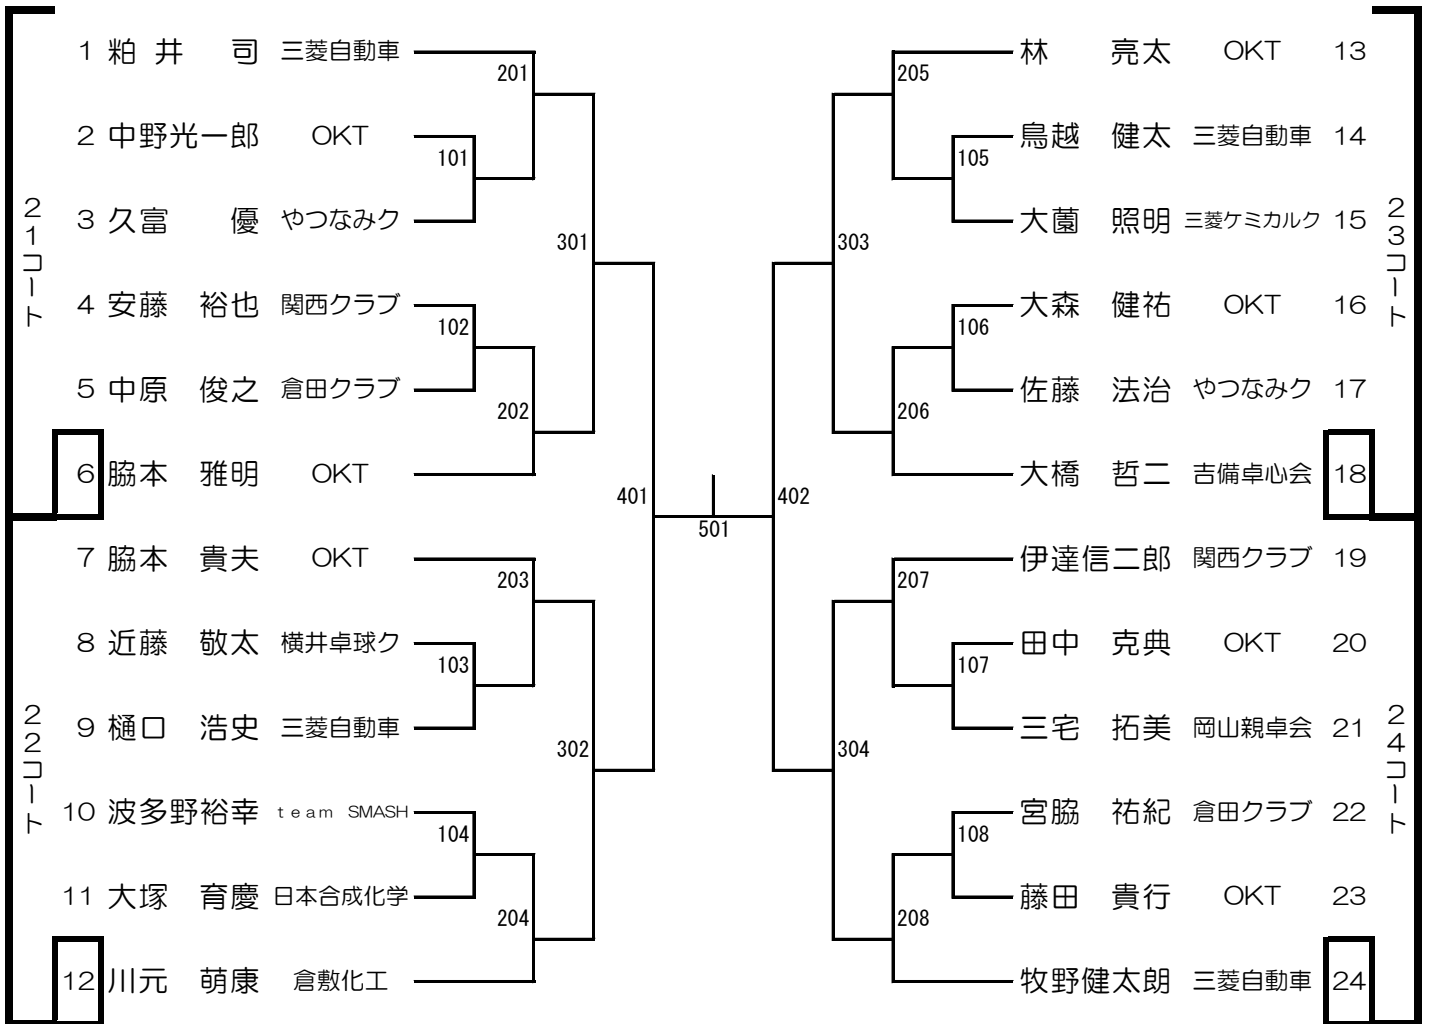 1 粕井 司 三菱自動車
201
2 中野光一郎 OKT
101
3 久富 優 やつなみク
301
4 安藤 裕也 関西クラブ
102
5 中原 俊之 倉田クラブ
202
6 脇本 雅明 OKT
21コート
401
7 脇本 貴夫 OKT
203
8 近藤 敬太 横井卓球ク
103
9 樋口 浩史 三菱自動車
302
10 波多野裕幸 team SMASH
104
11 大塚 育慶 日本合成化学
204
12 川元 萌康 倉敷化工
22コート
501
林 亮太 OKT 13
205
鳥越 健太 三菱自動車 14
105
大薗 照明 三菱ケミカルク 15
303
大森 健祐 OKT 16
106
佐藤 法治 やつなみク 17
206
大橋 哲二 吉備卓心会 18
23コート
402
伊達信二郎 関西クラブ 19
207
田中 克典 OKT 20
107
三宅 拓美 岡山親卓会 21
304
宮脇 祐紀 倉田クラブ 22
108
藤田 貴行 OKT 23
208
牧野健太朗 三菱自動車 24
24コート